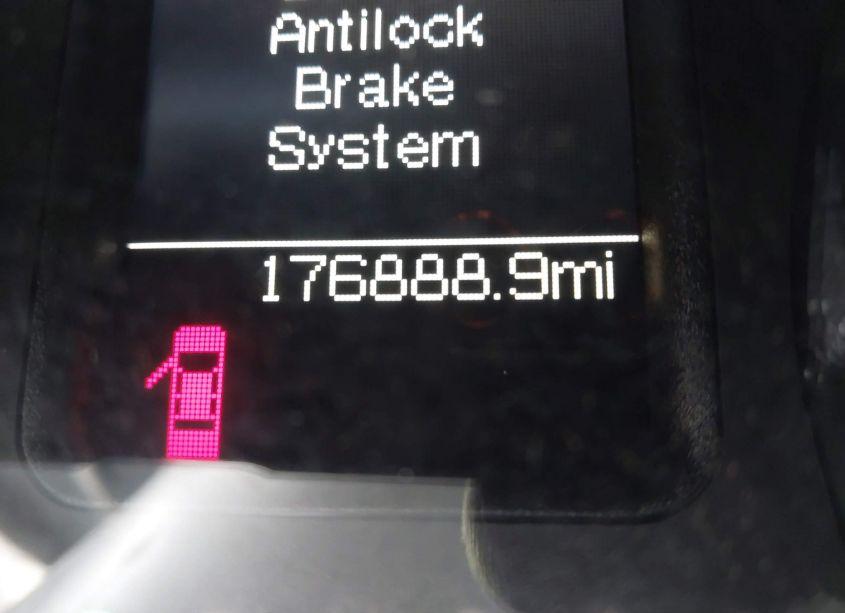 Antilock
Brake
System
176888.9mi